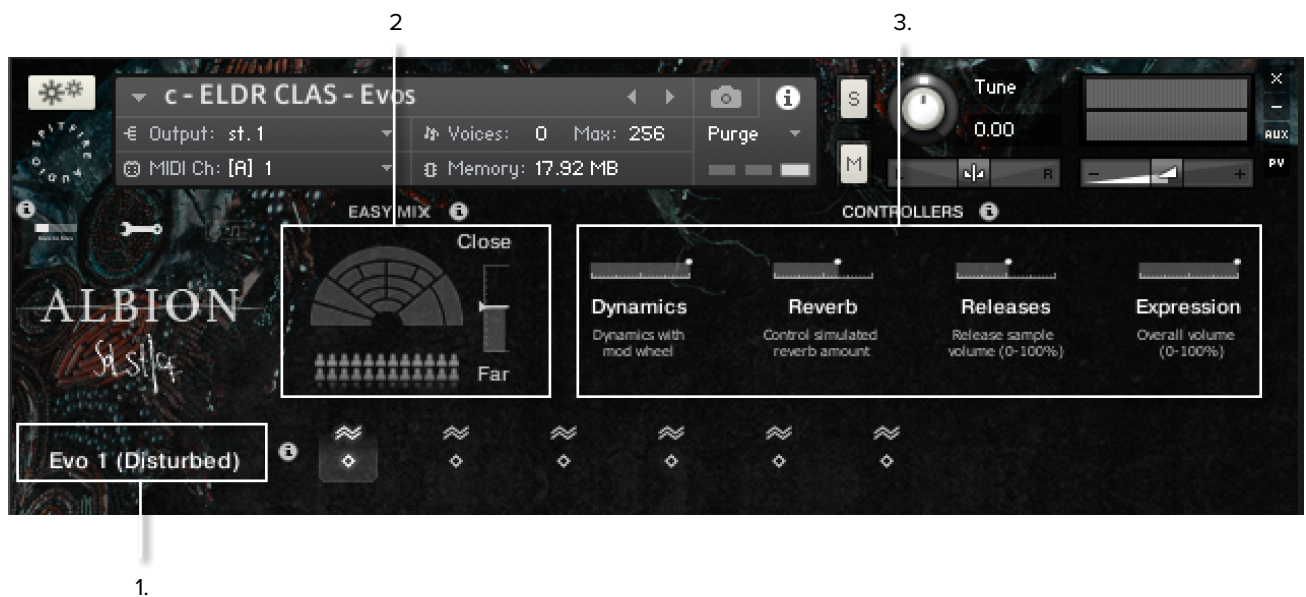 2
3.
c - ELDR CLAS - Evos
S
Tune
×
Output: st. 1
Voices: 0 Max: 256
Purge
0.00
AUX
SPITFIRE AUDIO
MIDI Ch: [A] 1
Memory: 17.92 MB
M
L
R
-
+
PV
EASY MIX
CONTROLLERS
Close
Far
Dynamics
Dynamics with
mod wheel
Reverb
Control simulated
reverb amount
Releases
Release sample
volume (0-100%)
Expression
Overall volume
(0-100%)
ALBION
Evo 1 (Disturbed)
1.